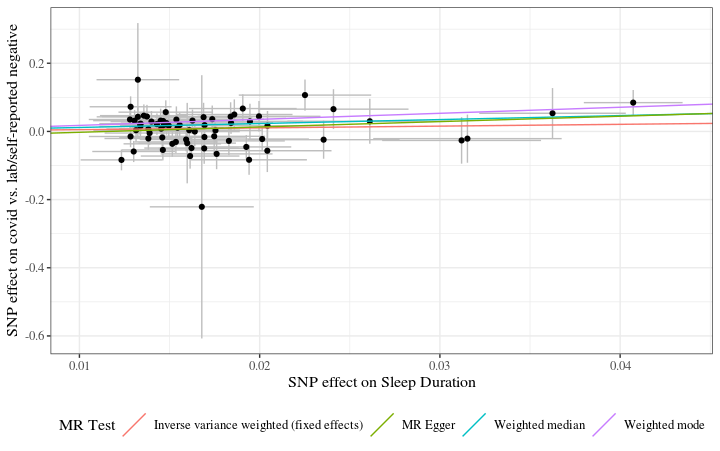 SNP effect on covid vs. lab/self-reported negative
0.2
0.0
-0.2
-0.4
-0.6
0.01 0.02 0.03 0.04
SNP effect on Sleep Duration
MR Test Inverse variance weighted (fixed effects) MR Egger Weighted median Weighted mode